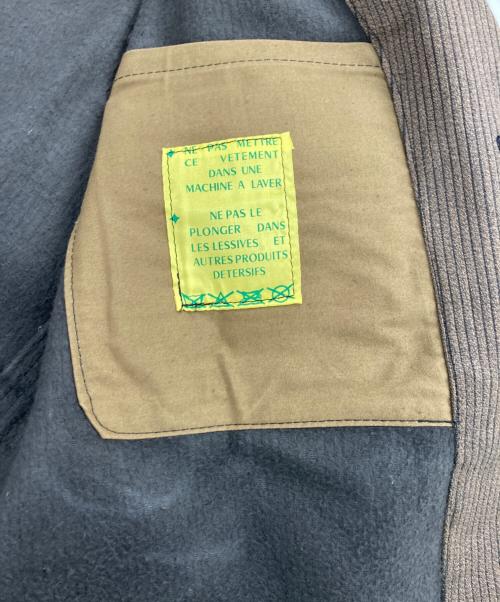 NE PAS METTRE
CE VETEMENT
DANS UNE
MACHINE A LAVER
NE PAS LE
PLONGER DANS
LES LESSIVES ET
AUTRES PRODUITS
DETERSIFS